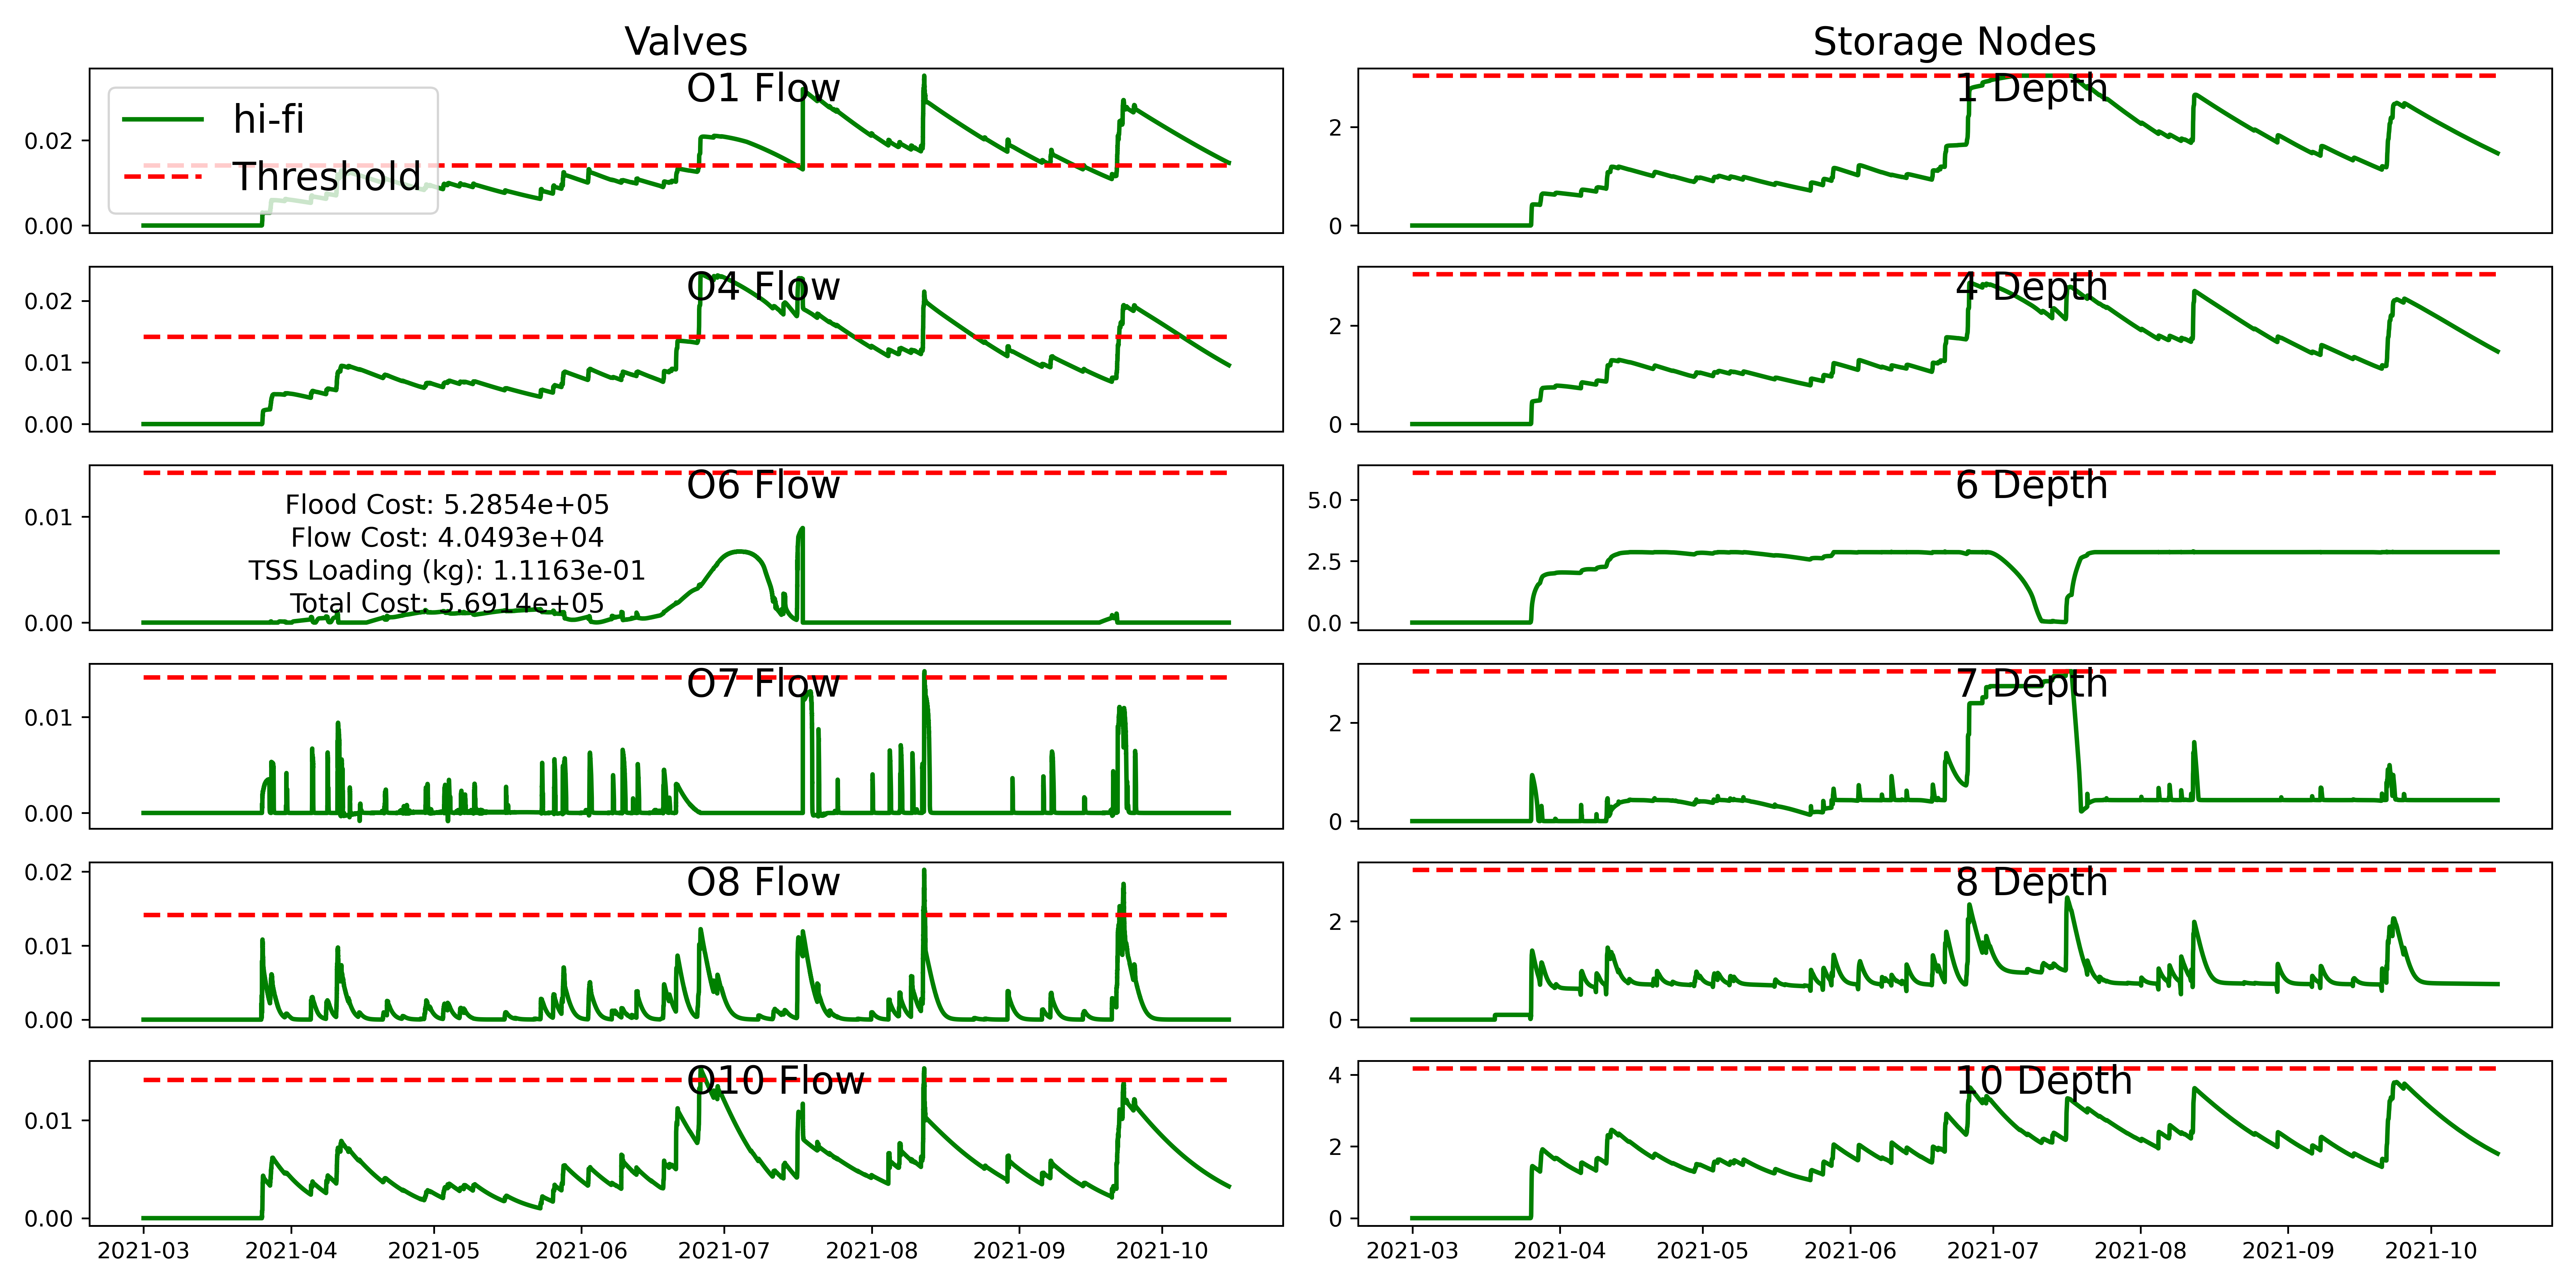 Valves
Storage Nodes
O1 Flow
hi-fi
Threshold
0.02
0.00
1 Depth
2
0
O4 Flow
0.02
0.01
0.00
4 Depth
2
0
O6 Flow
0.01
0.00
Flood Cost: 5.2854e+05
Flow Cost: 4.0493e+04
TSS Loading (kg): 1.1163e-01
Total Cost: 5.6914e+05
6 Depth
5.0
2.5
0.0
O7 Flow
0.01
0.00
7 Depth
2
0
O8 Flow
0.02
0.01
0.00
8 Depth
2
0
O10 Flow
0.01
0.00
2021-03 2021-04 2021-05 2021-06 2021-07 2021-08 2021-09 2021-10
10 Depth
4
2
0
2021-03 2021-04 2021-05 2021-06 2021-07 2021-08 2021-09 2021-10